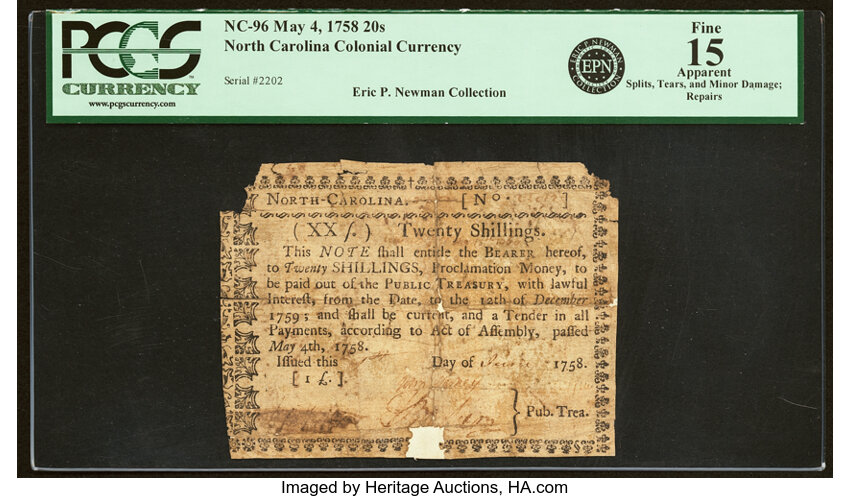 NC-96 May 4, 1758 20s
North Carolina Colonial Currency
Serial #2202
Eric P. Newman Collection
PCGS
CURRENCY
www.pcgscurrency.com
ERIC P. NEWMAN
EPN
COLLECTION
Fine
15
Apparent
Splits, Tears, and Minor Damage;
Repairs
NORTH-CAROLINA. [ No. ]
(XX ſ.) Twenty Shillings.
This NOTE ſhall entitle the BEARER hereof,
to Twenty SHILLINGS, Proclamation Money, to
be paid out of the PUBLIC TREASURY, with lawful
Intereſt, from the Date, to the 12th of December
1759; and ſhall be current, and a Tender in all
Payments, according to Act of Aſſembly, paſſed
May 4th, 1758.
Iſſued this Day of 1758.
[ 1 £. ].
Pub. Trea.
Imaged by Heritage Auctions, HA.com